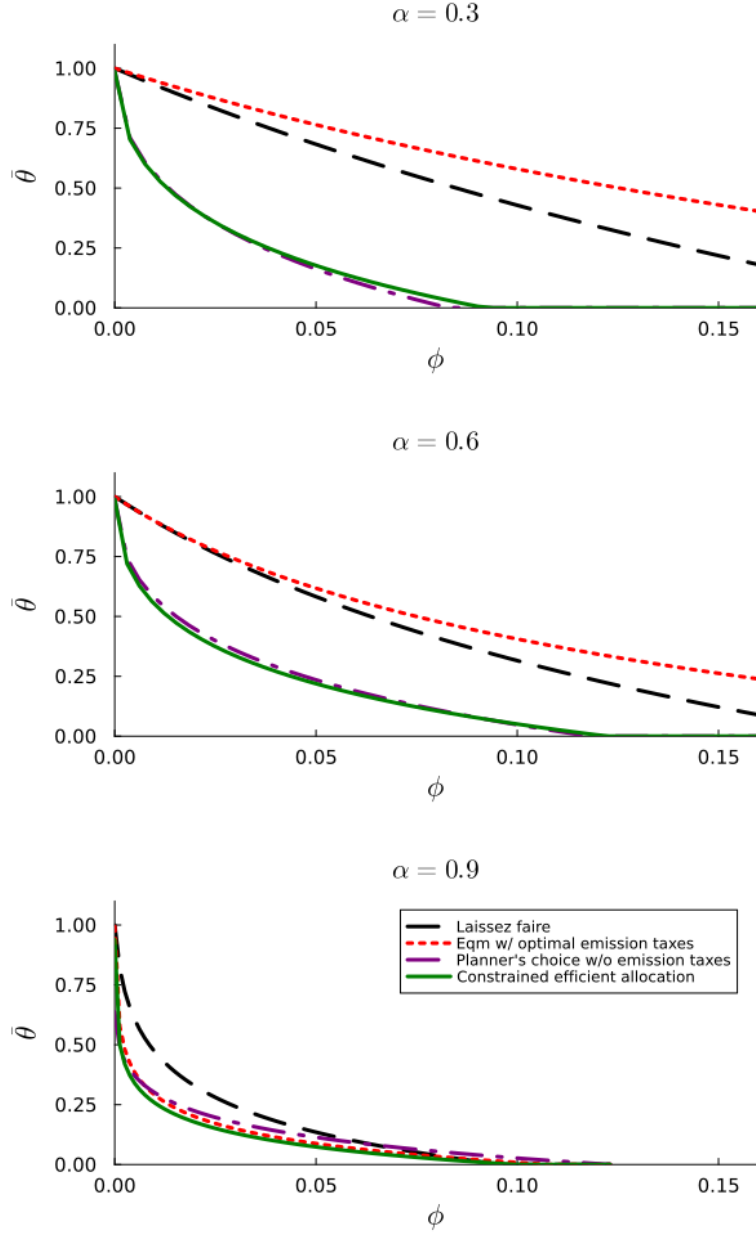 α = 0.3
1.00
0.75
0.50
0.25
0.00
θ̄
0.00 0.05 0.10 0.15
ϕ
α = 0.6
1.00
0.75
0.50
0.25
0.00
θ̄
0.00 0.05 0.10 0.15
ϕ
α = 0.9
1.00
0.75
0.50
0.25
0.00
θ̄
Laissez faire
Eqm w/ optimal emission taxes
Planner's choice w/o emission taxes
Constrained efficient allocation
0.00 0.05 0.10 0.15
ϕ